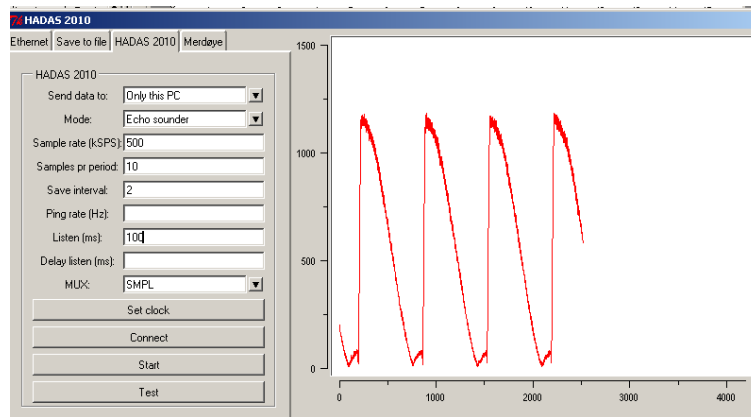 HADAS 2010
Ethernet Save to file HADAS 2010 Merdøye
HADAS 2010
Send data to: Only this PC
Mode: Echo sounder
Sample rate (kSPS): 500
Samples pr period: 10
Save interval: 2
Ping rate (Hz):
Listen (ms): 100
Delay listen (ms):
MUX: SMPL
Set clock
Connect
Start
Test
1500
1000
500
0
0 1000 2000 3000 4000